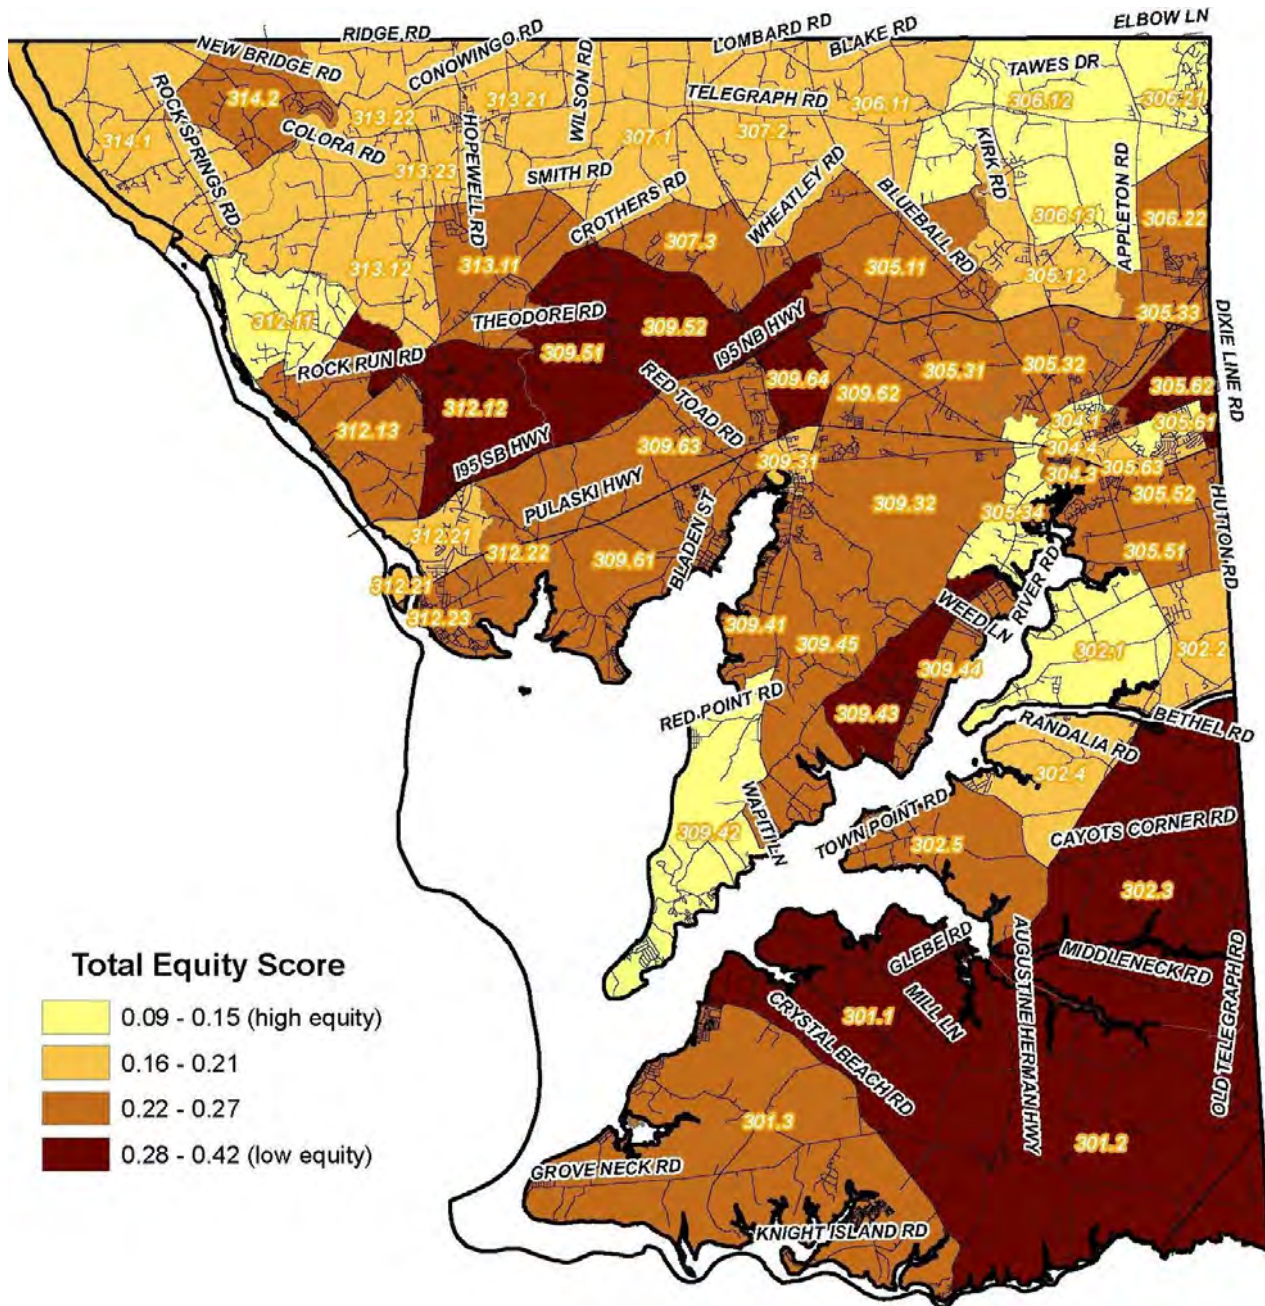 ELBOW LN
RIDGE RD
LOMBARD RD
BLAKE RD
NEW BRIDGE RD
CONOWINGO RD
WILSON RD
TAWES DR
ROCK SPRINGS RD
314.2
313.22
313.21
TELEGRAPH RD
306.11
306.12
306.21
314.1
COLORA RD
HOPEWELL RD
307.1
307.2
KIRK RD
313.23
SMITH RD
WHEATLEY RD
BLUEBALL RD
APPLETON RD
CROTHERS RD
306.13
306.22
307.3
313.12
313.11
305.11
305.12
THEODORE RD
309.52
305.33
DIXIE LINE RD
312.11
309.51
I95 NB HWY
ROCK RUN RD
RED TOAD RD
309.64
309.62
305.31
305.32
305.62
312.12
304.1
305.61
312.13
309.63
304.4
I95 SB HWY
309.31
304.3
305.63
PULASKI HWY
309.32
305.34
305.52
312.21
312.22
309.61
BLADEN ST
RIVER RD
305.51
HUTTON RD
312.21
312.23
309.41
309.45
WEED LN
309.44
302.1
302.2
RED POINT RD
309.43
RANDALIA RD
BETHEL RD
302.4
WAPITI LN
309.42
TOWN POINT RD
302.5
CAYOTS CORNER RD
302.3
GLEBE RD
AUGUSTINE HERMAN HWY
MIDDLENECK RD
OLD TELEGRAPH RD
CRYSTAL BEACH RD
301.1
MILL LN
301.3
301.2
GROVE NECK RD
KNIGHT ISLAND RD
Total Equity Score
0.09 - 0.15 (high equity)
0.16 - 0.21
0.22 - 0.27
0.28 - 0.42 (low equity)